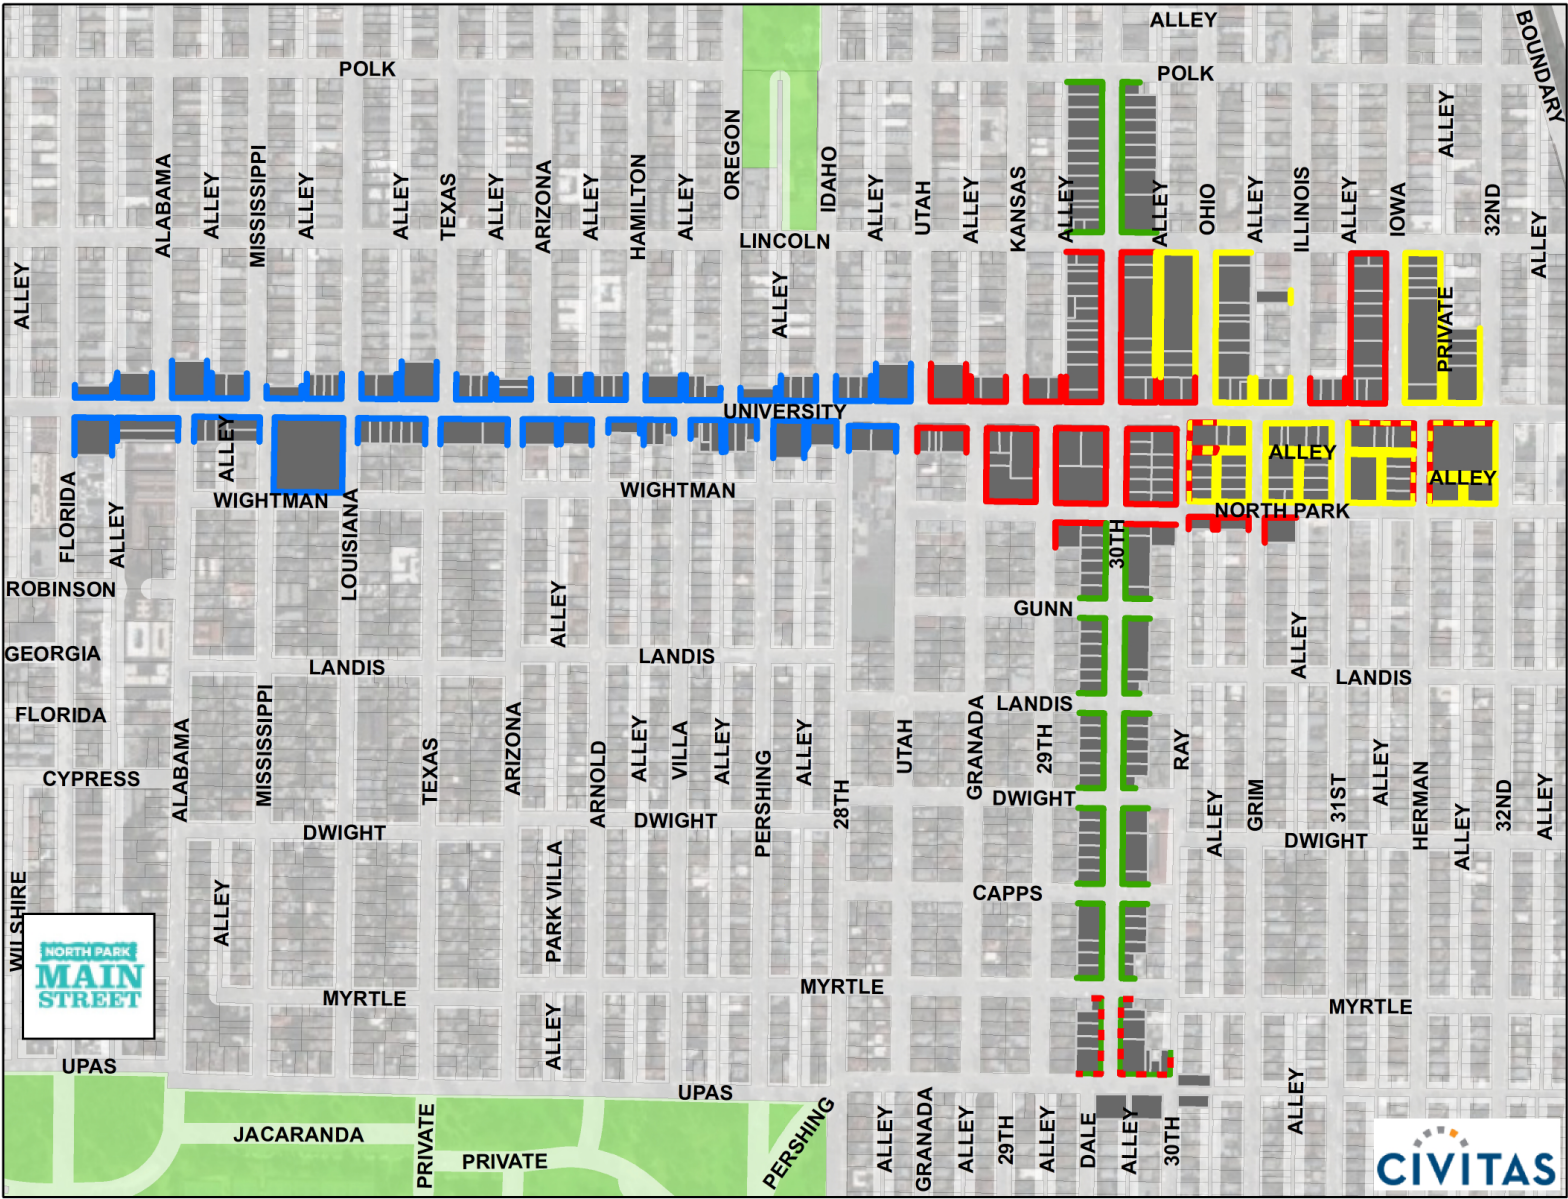 ALLEY
BOUNDARY
POLK
POLK
OREGON
IDAHO
ALLEY
ALABAMA
ALLEY
MISSISSIPPI
ALLEY
ALLEY
TEXAS
ALLEY
ARIZONA
ALLEY
HAMILTON
ALLEY
ALLEY
UTAH
ALLEY
KANSAS
ALLEY
ALLEY
OHIO
ALLEY
ILLINOIS
ALLEY
IOWA
32ND
ALLEY
LINCOLN
ALLEY
ALLEY
PRIVATE
UNIVERSITY
ALLEY
ALLEY
ALLEY
WIGHTMAN
WIGHTMAN
NORTH PARK
FLORIDA
ALLEY
LOUISIANA
30TH
ROBINSON
ALLEY
GUNN
ALLEY
GEORGIA
LANDIS
LANDIS
LANDIS
FLORIDA
LANDIS
ALABAMA
MISSISSIPPI
TEXAS
ARIZONA
ARNOLD
ALLEY
VILLA
ALLEY
PERSHING
ALLEY
28TH
UTAH
GRANADA
29TH
RAY
ALLEY
GRIM
31ST
ALLEY
HERMAN
ALLEY
32ND
ALLEY
CYPRESS
DWIGHT
DWIGHT
DWIGHT
DWIGHT
WILSHIRE
ALLEY
PARK VILLA
CAPPS
NORTH PARK
MAIN
STREET
MYRTLE
MYRTLE
MYRTLE
ALLEY
UPAS
UPAS
ALLEY
JACARANDA
PRIVATE
PRIVATE
PERSHING
ALLEY
GRANADA
ALLEY
29TH
ALLEY
DALE
ALLEY
30TH
CIVITAS